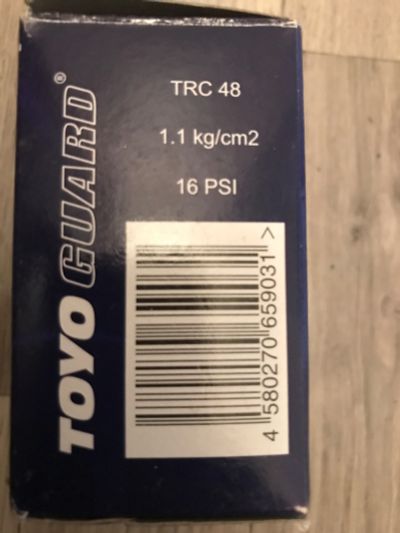 TRC 48
1.1 kg/cm2
16 PSI
TOYO GUARD®
4 580270 659031 >